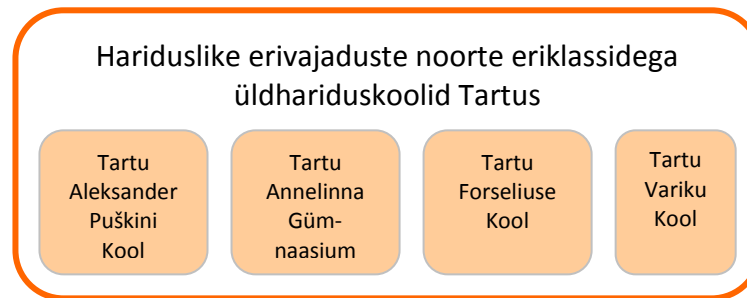 Hariduslike erivajaduste noorte eriklassidega
üldhariduskoolid Tartus
Tartu
Aleksander
Puškini
Kool
Tartu
Annelinna
Güm-
naasium
Tartu
Forseliuse
Kool
Tartu
Variku
Kool